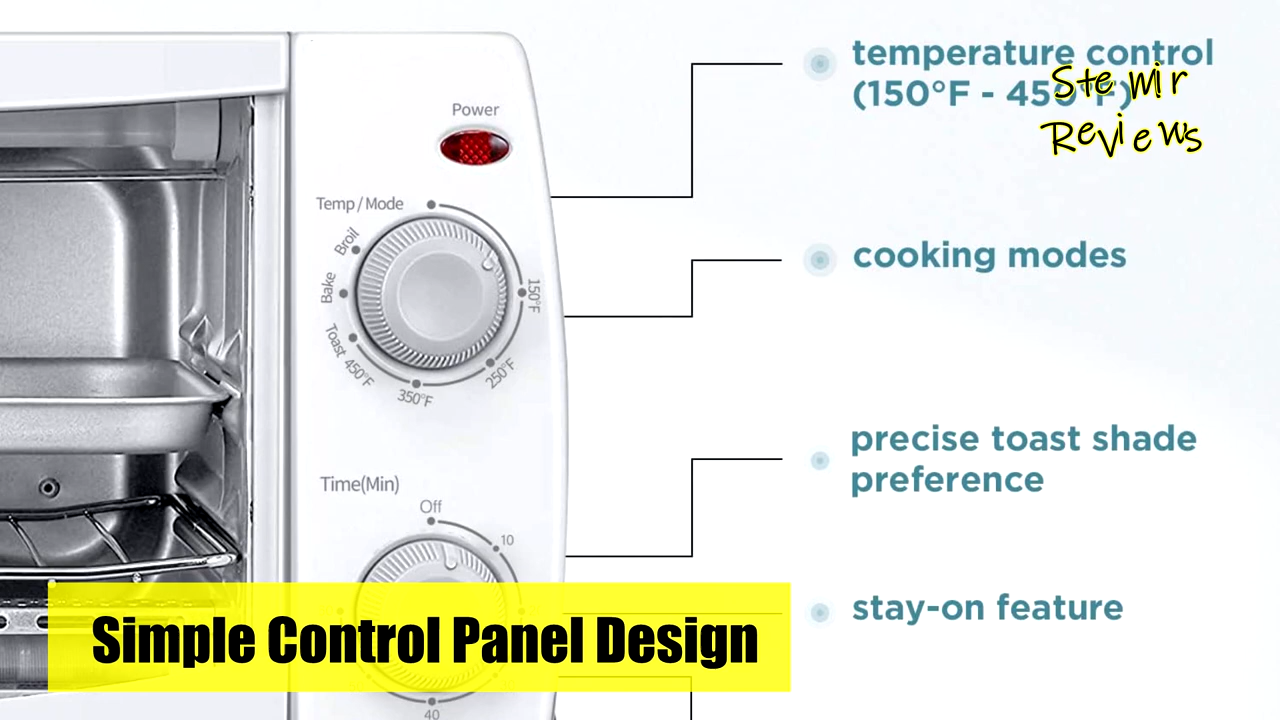 temperature control
(150°F - 450°F)
Stemir
Reviews
Power
Temp / Mode
Broil
Bake
Toast
450°F
350°F
250°F
150°F
cooking modes
precise toast shade
preference
Time(Min)
Off
10
stay-on feature
Simple Control Panel Design
40